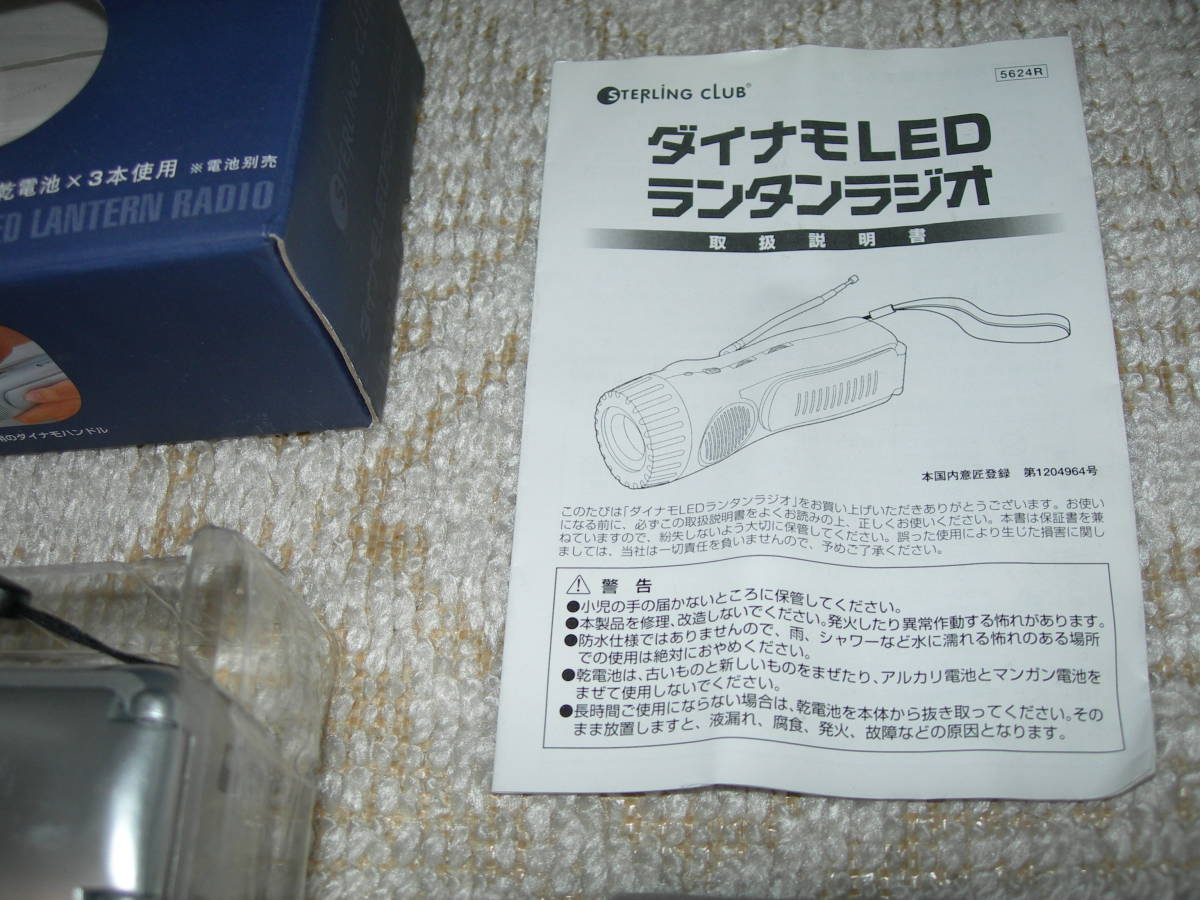 乾電池×3本使用 ※電池別売
LANTERN RADIO
のダイナモハンドル
STERLING CLUB
STERLING CLUB®
5624R
ダイナモLED
ランタンラジオ
取扱説明書
本国内意匠登録 第1204964号
このたびは「ダイナモLEDランタンラジオ」をお買い上げいただきありがとうございます。お使い
になる前に、必ずこの取扱説明書をよくお読みの上、正しくお使いください。本書は保証書を兼
ねていますので、紛失しないよう大切に保管してください。誤った使用により生じた損害に関し
ましては、当社は一切責任を負いませんので、予めご了承ください。
⚠ 警告
●小児の手の届かないところに保管してください。
●本製品を修理、改造しないでください。発火したり異常作動する怖れがあります。
●防水仕様ではありませんので、雨、シャワーなど水に濡れる怖れのある場所
での使用は絶対におやめください。
●乾電池は、古いものと新しいものをまぜたり、アルカリ電池とマンガン電池を
まぜて使用しないでください。
●長時間ご使用にならない場合は、乾電池を本体から抜き取ってください。その
まま放置しますと、液漏れ、腐食、発火、故障などの原因となります。